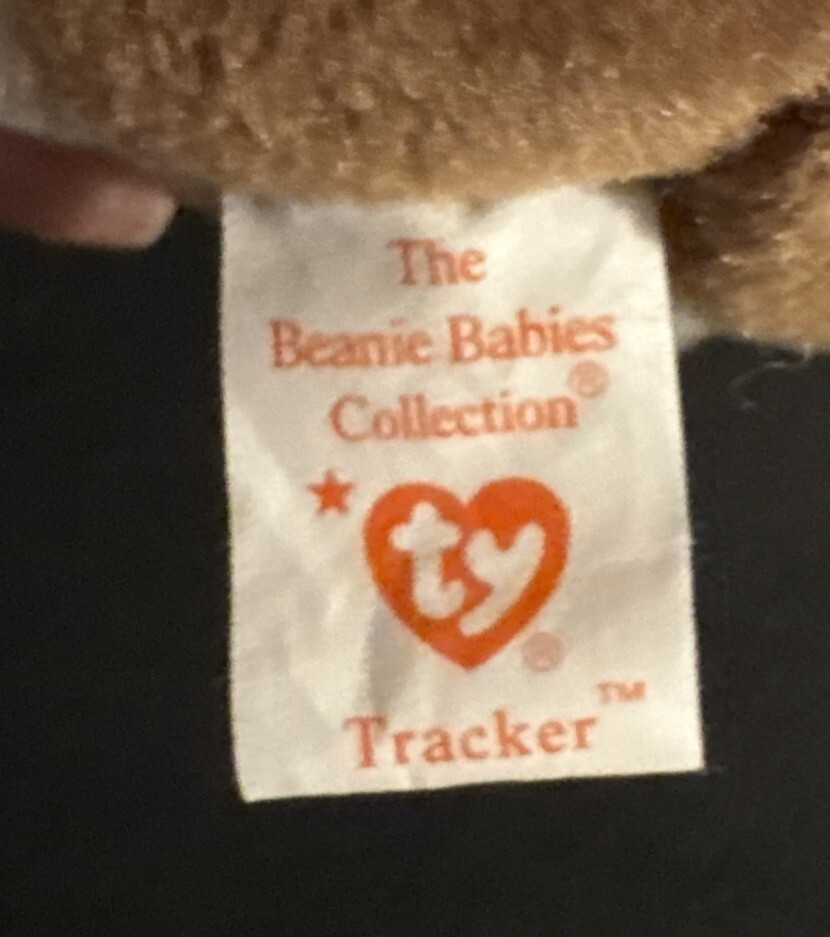 The
Beanie Babies
Collection®
★ ty®
Tracker™